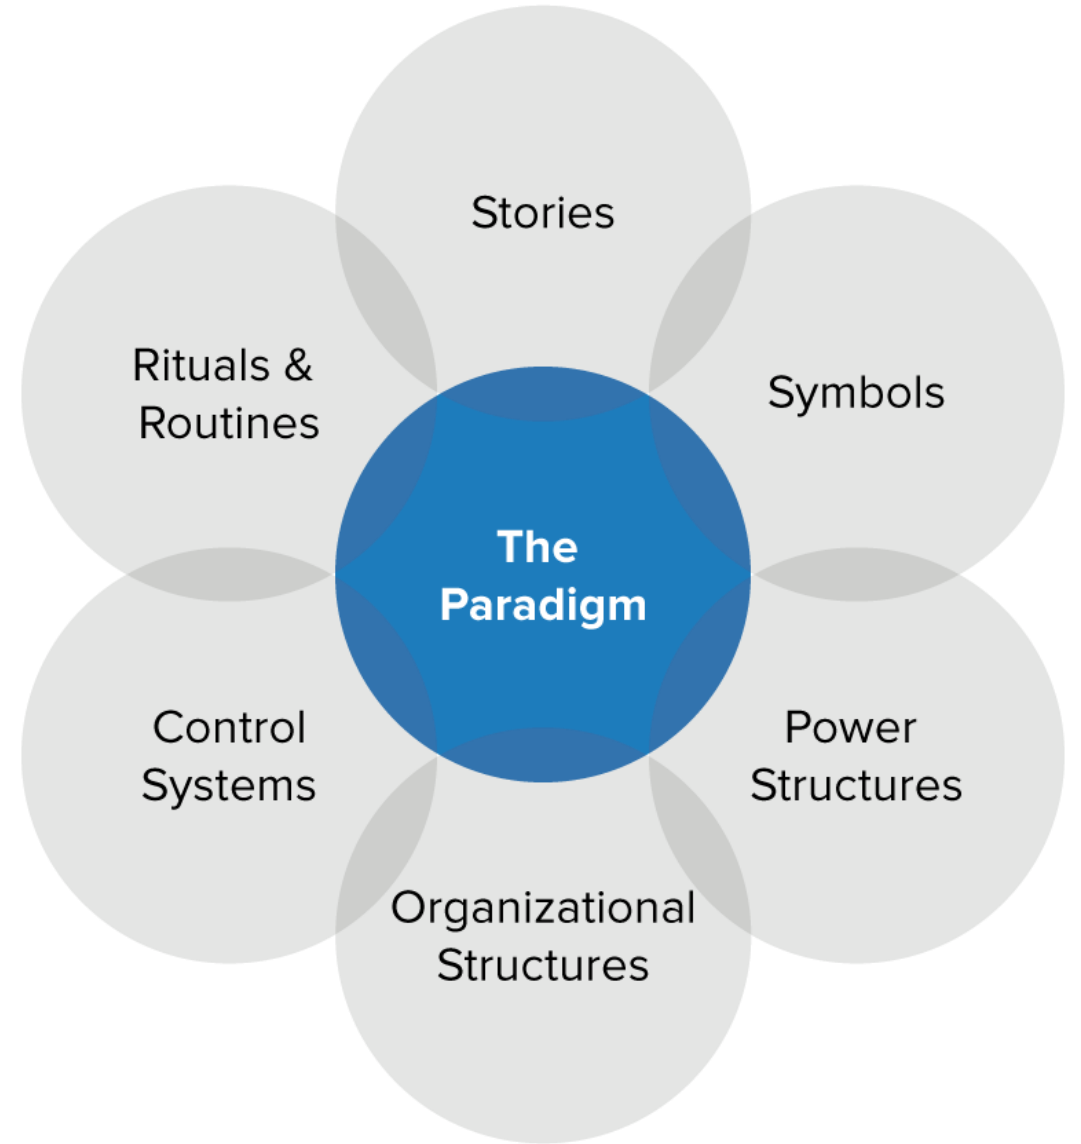 Stories
Rituals &
Routines
Symbols
The
Paradigm
Control
Systems
Power
Structures
Organizational
Structures